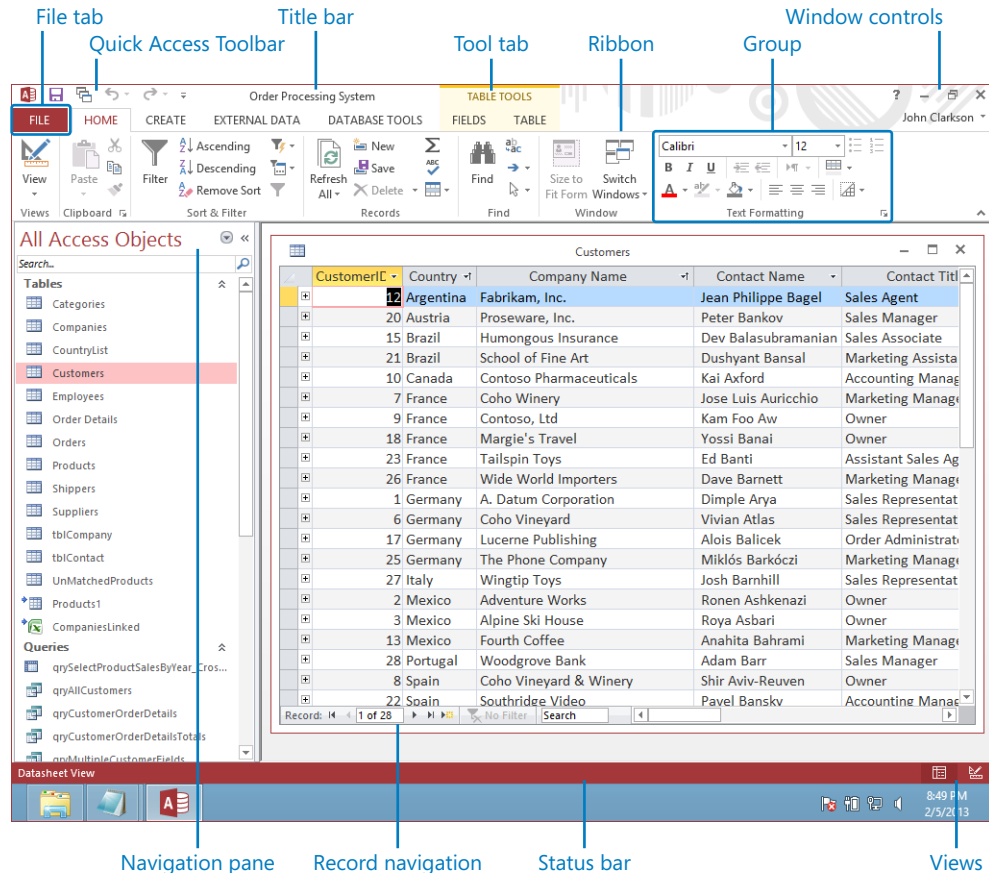 File tab
Title bar
Window controls
Quick Access Toolbar
Tool tab
Ribbon
Group
Order Processing System
TABLE TOOLS
?
FILE
HOME
CREATE
EXTERNAL DATA
DATABASE TOOLS
FIELDS
TABLE
John Clarkson
View
Paste
Filter
Ascending
Descending
Remove Sort
Refresh
All
New
Save
Delete
Find
Size to
Fit Form
Switch
Windows
Calibri
12
B I U
A
Views
Clipboard
Sort & Filter
Records
Find
Window
Text Formatting
All Access Objects
Search...
Tables
Categories
Companies
CountryList
Customers
Employees
Order Details
Orders
Products
Shippers
Suppliers
tblCompany
tblContact
UnMatchedProducts
Products1
CompaniesLinked
Queries
qrySelectProductSalesByYear_Cros...
qryAllCustomers
qryCustomerOrderDetails
qryCustomerOrderDetailsTotals
qryMultipleCustomerFields
Customers
CustomerID Country Company Name Contact Name Contact Titl
12 Argentina Fabrikam, Inc. Jean Philippe Bagel Sales Agent
20 Austria Proseware, Inc. Peter Bankov Sales Manager
15 Brazil Humongous Insurance Dev Balasubramanian Sales Associate
21 Brazil School of Fine Art Dushyant Bansal Marketing Assista
10 Canada Contoso Pharmaceuticals Kai Axford Accounting Manag
7 France Coho Winery Jose Luis Auricchio Marketing Manage
9 France Contoso, Ltd Kam Foo Aw Owner
18 France Margie's Travel Yossi Banai Owner
23 France Tailspin Toys Ed Banti Assistant Sales Ag
26 France Wide World Importers Dave Barnett Marketing Manage
1 Germany A. Datum Corporation Dimple Arya Sales Representat
6 Germany Coho Vineyard Vivian Atlas Sales Representat
17 Germany Lucerne Publishing Alois Balicek Order Administrat
25 Germany The Phone Company Miklós Barkóczi Marketing Manage
27 Italy Wingtip Toys Josh Barnhill Sales Representat
2 Mexico Adventure Works Ronen Ashkenazi Owner
3 Mexico Alpine Ski House Roya Asbari Owner
13 Mexico Fourth Coffee Anahita Bahrami Marketing Manage
28 Portugal Woodgrove Bank Adam Barr Sales Manager
8 Spain Coho Vineyard & Winery Shir Aviv-Reuven Owner
22 Spain Southridge Video Pavel Bansky Accounting Manag
Record: 1 of 28 No Filter Search
Datasheet View
8:49 PM
2/5/2013
Navigation pane
Record navigation
Status bar
Views